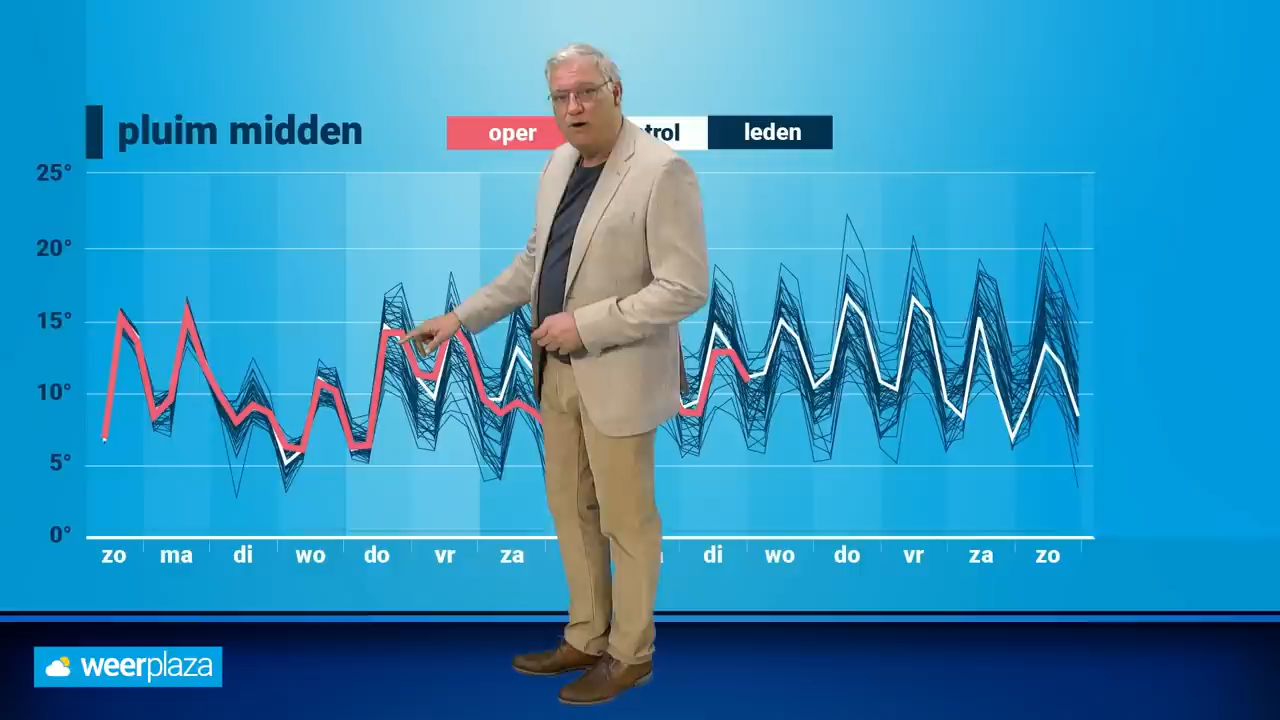 pluim midden
oper trol leden
25°
20°
15°
10°
5°
0°
zo ma di wo do vr za di wo do vr za zo
weerplaza